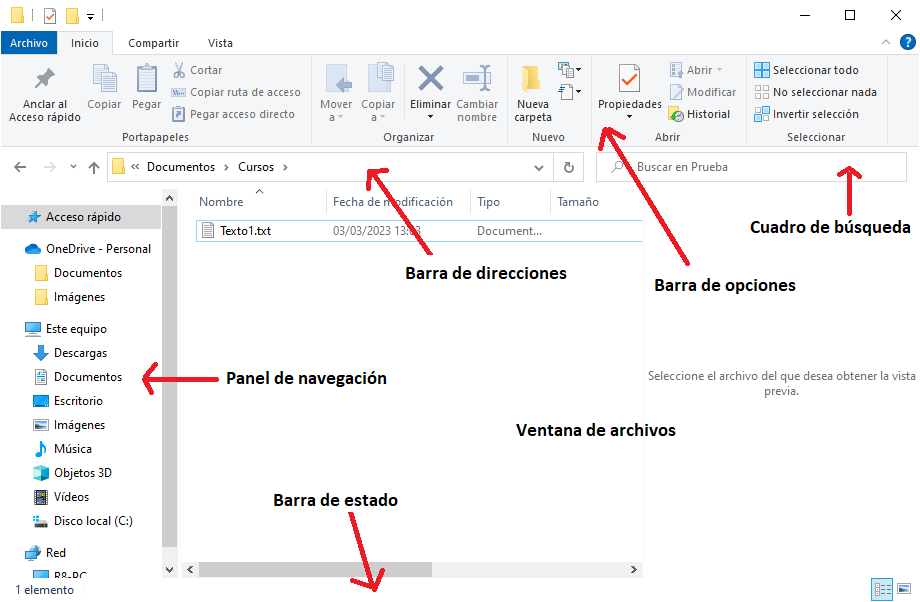 Archivo Inicio Compartir Vista
Anclar al
Acceso rápido
Copiar
Pegar
Cortar
Copiar ruta de acceso
Pegar acceso directo
Portapapeles
Mover
a
Copiar
a
Eliminar
Cambiar
nombre
Organizar
Nueva
carpeta
Nuevo
Propiedades
Abrir
Modificar
Historial
Abrir
Seleccionar todo
No seleccionar nada
Invertir selección
Seleccionar
« Documentos › Cursos ›
Buscar en Prueba
Nombre Fecha de modificación Tipo Tamaño
Texto1.txt 03/03/2023 Document...
Cuadro de búsqueda
Barra de direcciones
Barra de opciones
Acceso rápido
OneDrive - Personal
Documentos
Imágenes
Este equipo
Descargas
Documentos
Escritorio
Imágenes
Música
Objetos 3D
Vídeos
Disco local (C:)
Red
R8-PC
Panel de navegación
Seleccione el archivo del que desea obtener la vista
previa.
Ventana de archivos
Barra de estado
1 elemento